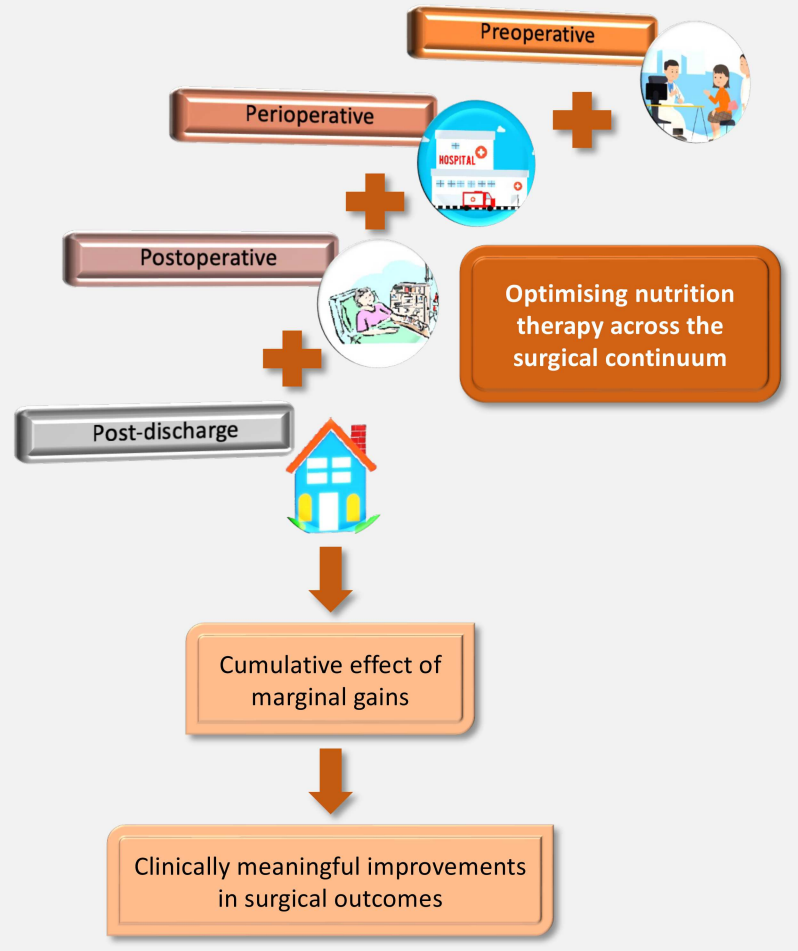 Preoperative
Perioperative
HOSPITAL
Postoperative
Optimising nutrition
therapy across the
surgical continuum
Post-discharge
Cumulative effect of
marginal gains
Clinically meaningful improvements
in surgical outcomes